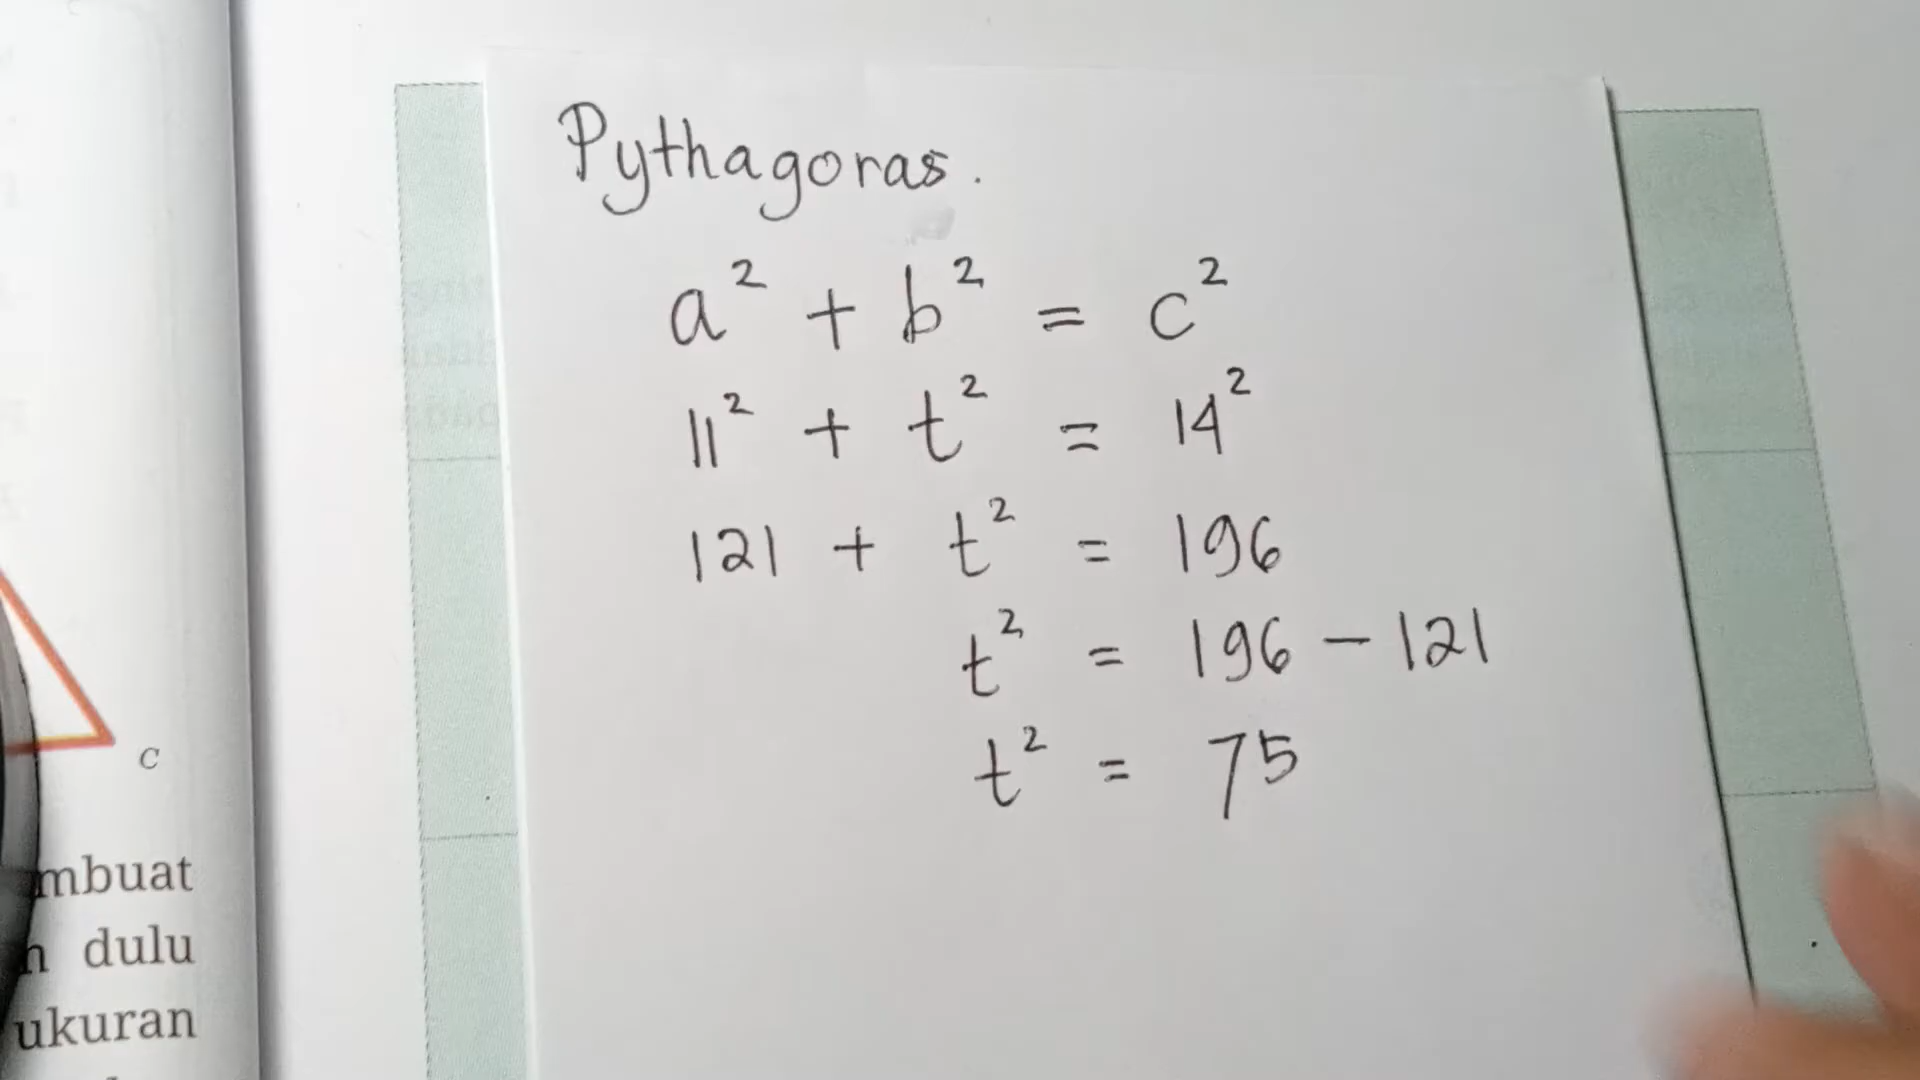 Pythagoras.
a² + b² = c²
11² + t² = 14²
121 + t² = 196
t² = 196 - 121
t² = 75
C
mbuat
dulu
ukuran